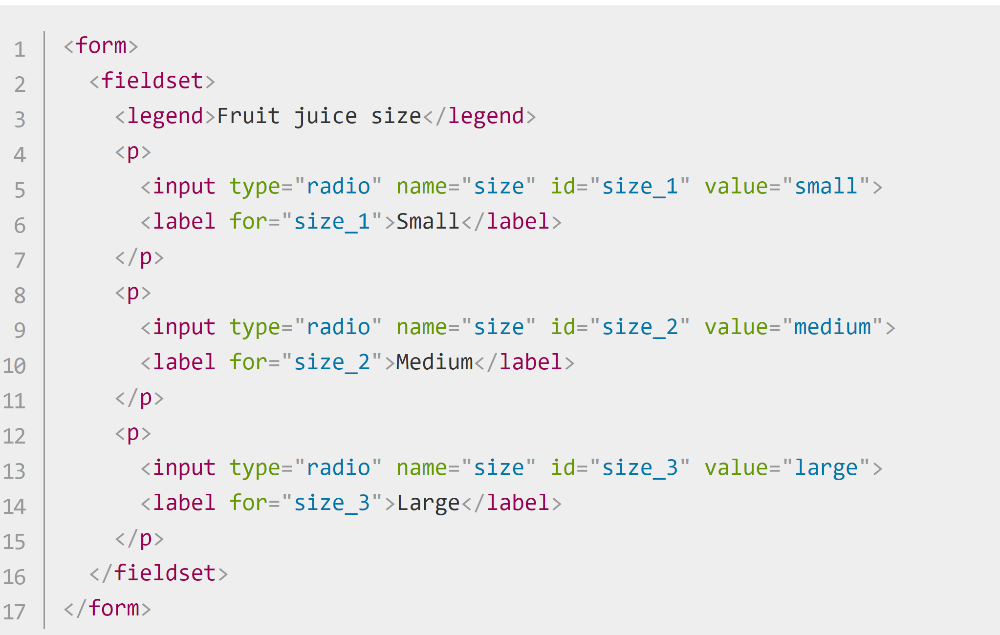 1 <form>
2   <fieldset>
3     <legend>Fruit juice size</legend>
4     <p>
5       <input type="radio" name="size" id="size_1" value="small">
6       <label for="size_1">Small</label>
7     </p>
8     <p>
9       <input type="radio" name="size" id="size_2" value="medium">
10       <label for="size_2">Medium</label>
11     </p>
12     <p>
13       <input type="radio" name="size" id="size_3" value="large">
14       <label for="size_3">Large</label>
15     </p>
16   </fieldset>
17 </form>